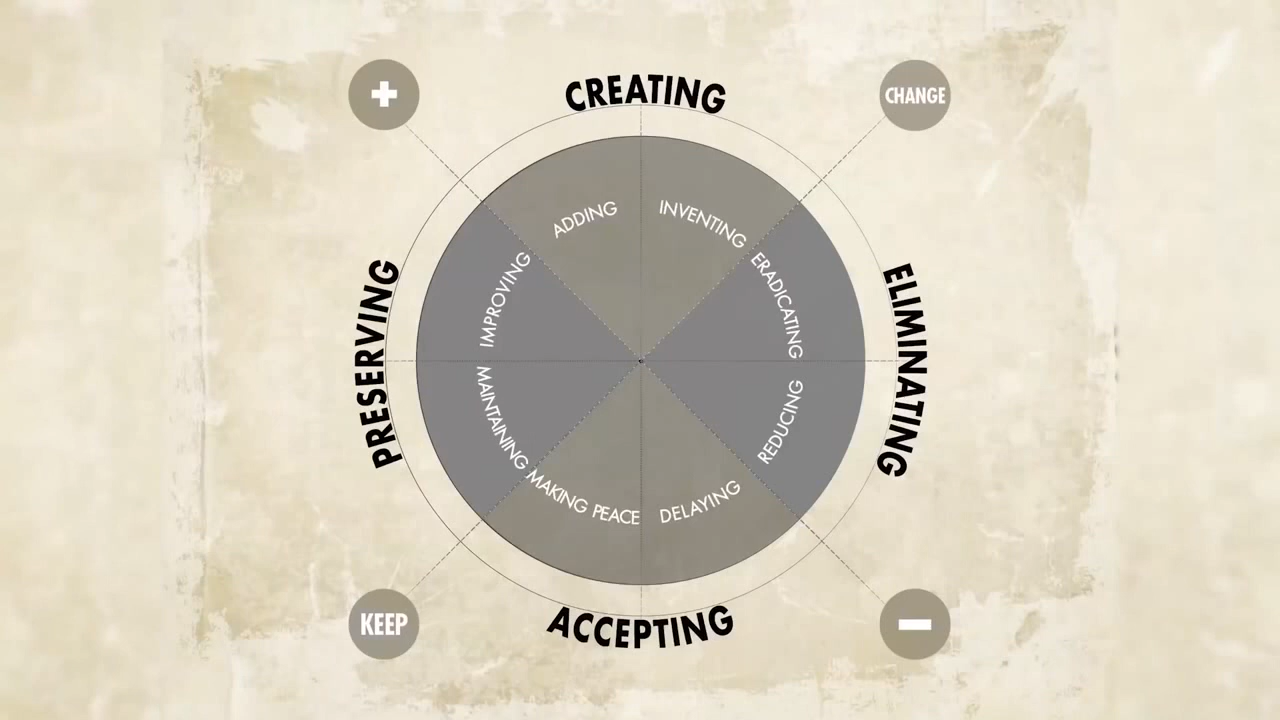 +
CREATING
CHANGE
ADDING
INVENTING
PRESERVING
IMPROVING
ERADICATING
ELIMINATING
MAINTAINING
REDUCING
MAKING PEACE
DELAYING
KEEP
ACCEPTING
-